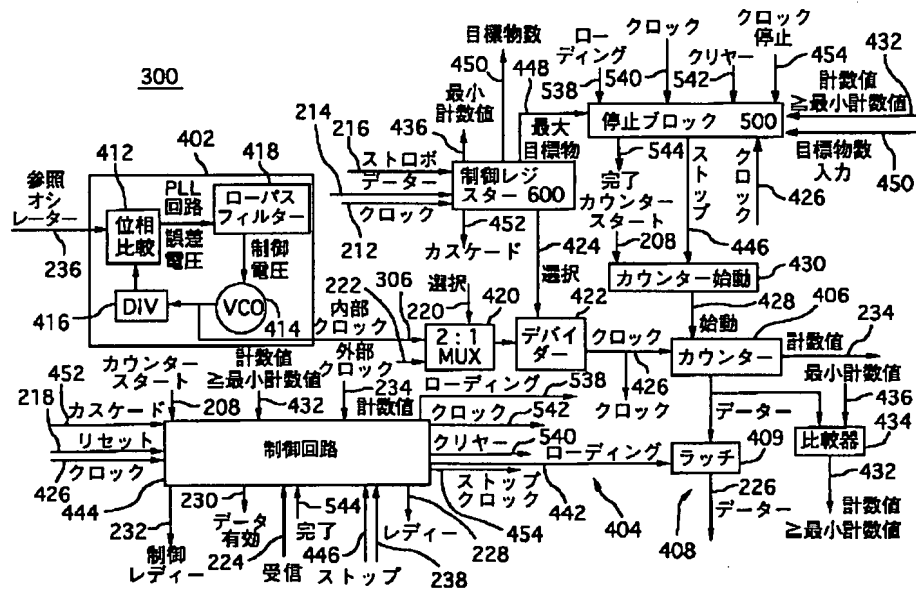 300
目標物数
450
最小
計数値
436
448
ロー
ディング
538
クロック
540
クリヤー
542
クロック
停止
454
432
計数値
≧最小計数値
停止ブロック 500
目標物数
入力
450
最大
目標物
544
完了
ストップ
446
クロック
426
カウンター
スタート
208
402
418
412
PLL
回路
ローパス
フィルター
参照
オシ
レーター
236
位相
比較
誤差
電圧
制御
電圧
416
DiV
VCO
414
214
216
ストロボ
データー
クロック
212
制御レジ
スター 600
452
カスケード
424
選択
カウンター始動
430
428
始動
406
222
内部
クロック
306
選択
220
420
2:1
MUX
外部
クロック
422
デバイ
ダー
クロック
426
クロック
カウンター
234
計数値
最小計数値
436
データー
比較器
434
432
計数値
≧最小計数値
ラッチ
409
226
データー
408
404
452
218
カウンター
スタート
208
計数値
≧最小計数値
432
234
計数値
ローディング
538
カスケード
リセット
クロック
426
444
制御回路
クロック
542
クリヤー
540
ローディング
ストップ
クロック
442
454
228
レディー
232
制御
レディー
230
データ
有効
224
受信
544
完了
446
ストップ
238